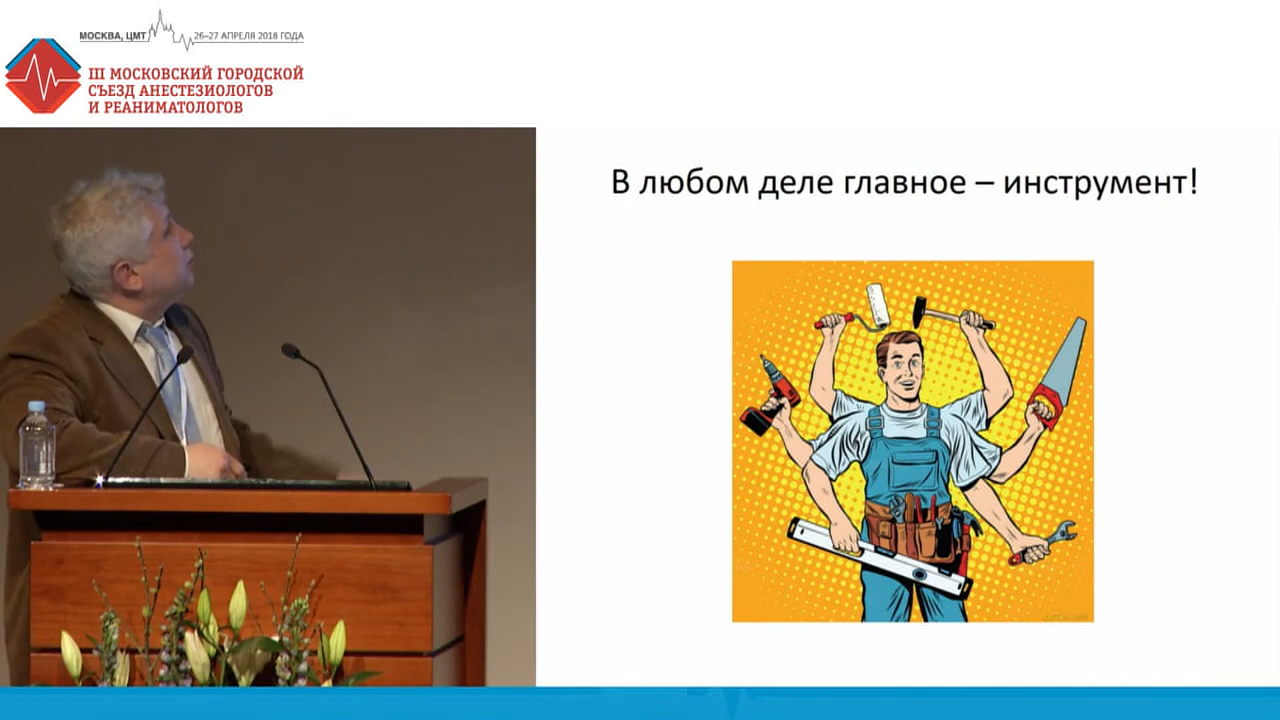 МОСКВА, ЦМТ 26–27 АПРЕЛЯ 2018 ГОДА
III МОСКОВСКИЙ ГОРОДСКОЙ
СЪЕЗД АНЕСТЕЗИОЛОГОВ
И РЕАНИМАТОЛОГОВ
В любом деле главное – инструмент!